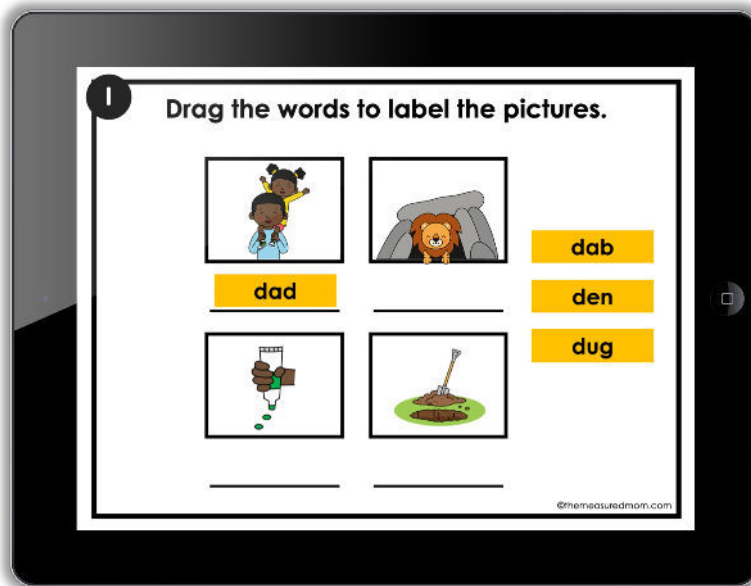 1
Drag the words to label the pictures.
dad
dab
den
dug
©themeasuredmom.com